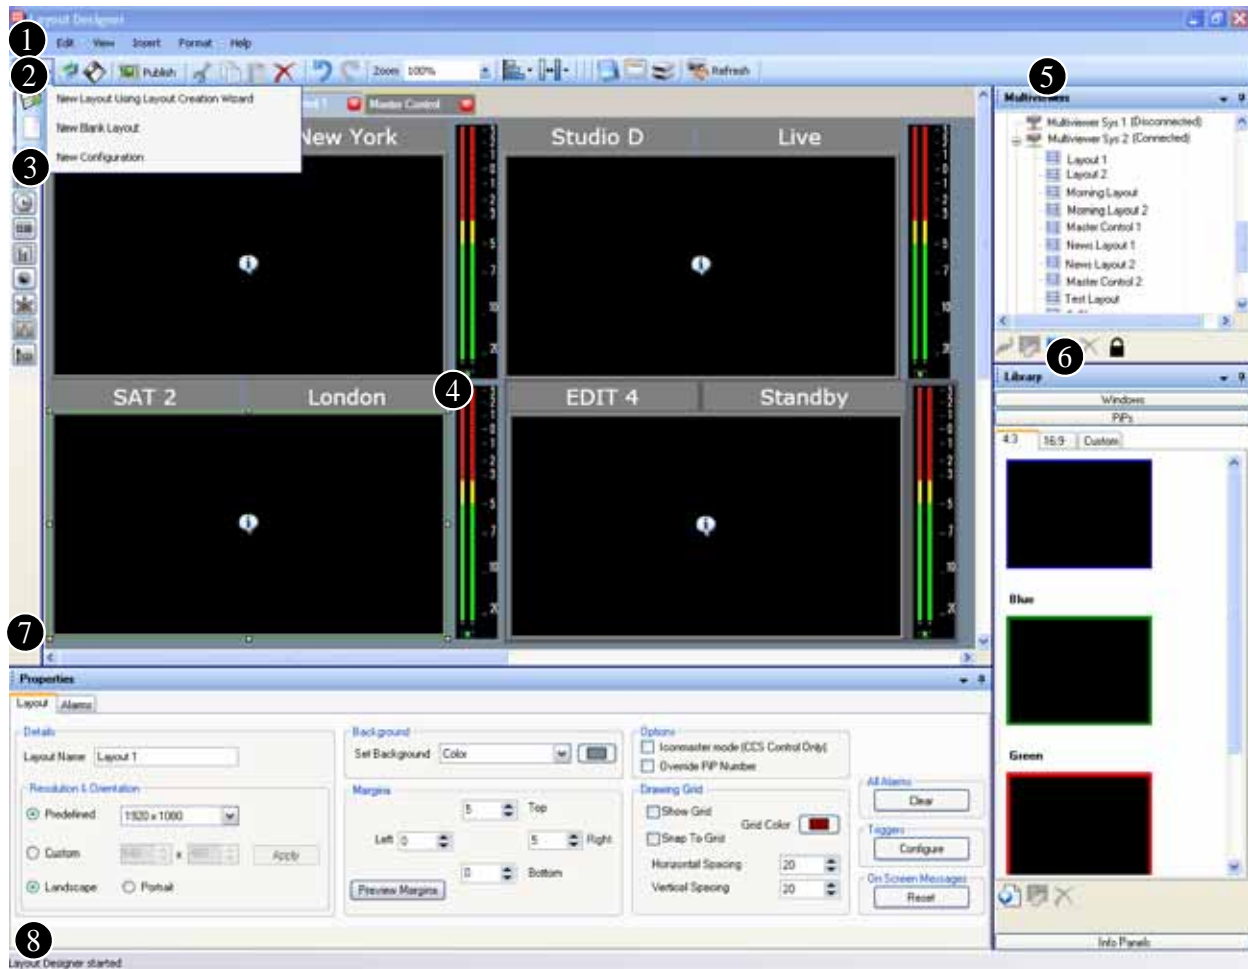 Layout Designer
1
Edit View Insert Format Help
2
Publish Zoom 100% Refresh
New Layout Using Layout Creation Wizard
New Blank Layout
New Configuration
3
Master Control
New York
Studio D Live
SAT 2 London
4
EDIT 4 Standby
5
Multiviewers
Multiviewer Sys 1 (Disconnected)
Multiviewer Sys 2 (Connected)
Layout 1
Layout 2
Morning Layout
Morning Layout 2
Master Control 1
News Layout 1
News Layout 2
Master Control 2
Test Layout
6
Library
Windows
PiPs
4:3 16:9 Custom
Blue
Green
Info Panels
7
Properties
Layout Alarms
Details
Layout Name Layout 1
Resolution & Orientation
Predefined 1920 x 1080
Custom x Apply
Landscape Portrait
Background
Set Background Color
Margins
5 Top
Left 0 5 Right
0 Bottom
Preview Margins
Options
Iconmaster mode (CCS Control Only)
Override PiP Number
Drawing Grid
Show Grid
Grid Color
Snap To Grid
Horizontal Spacing 20
Vertical Spacing 20
All Alarms
Clear
Triggers
Configure
On Screen Messages
Reset
8
Layout Designer started